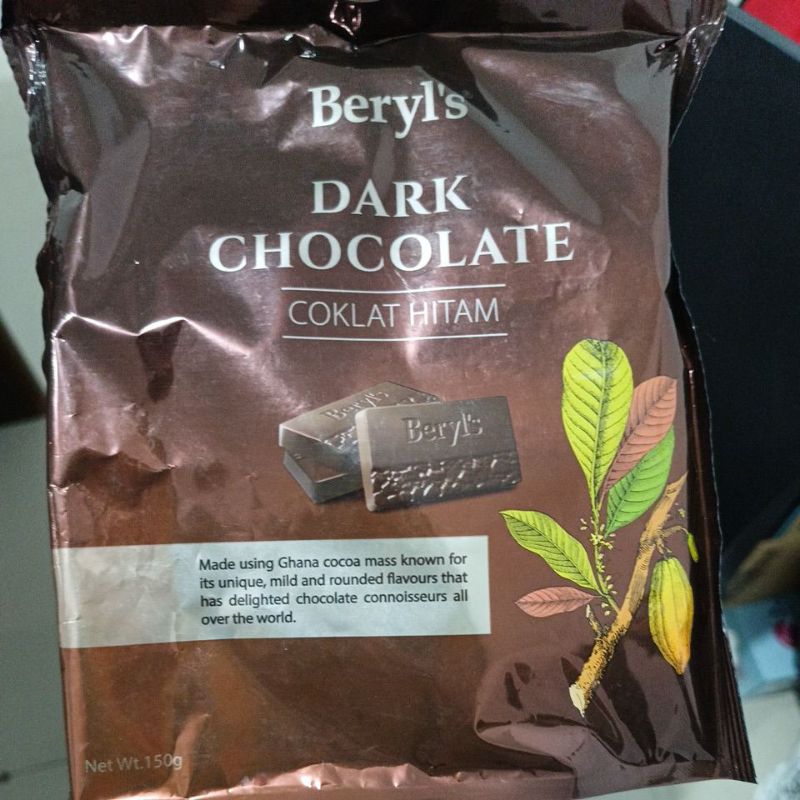 Beryl's
DARK
CHOCOLATE
COKLAT HITAM
Beryl's
Beryl's
Made using Ghana cocoa mass known for
its unique, mild and rounded flavours that
has delighted chocolate connoisseurs all
over the world.
Net Wt.150g